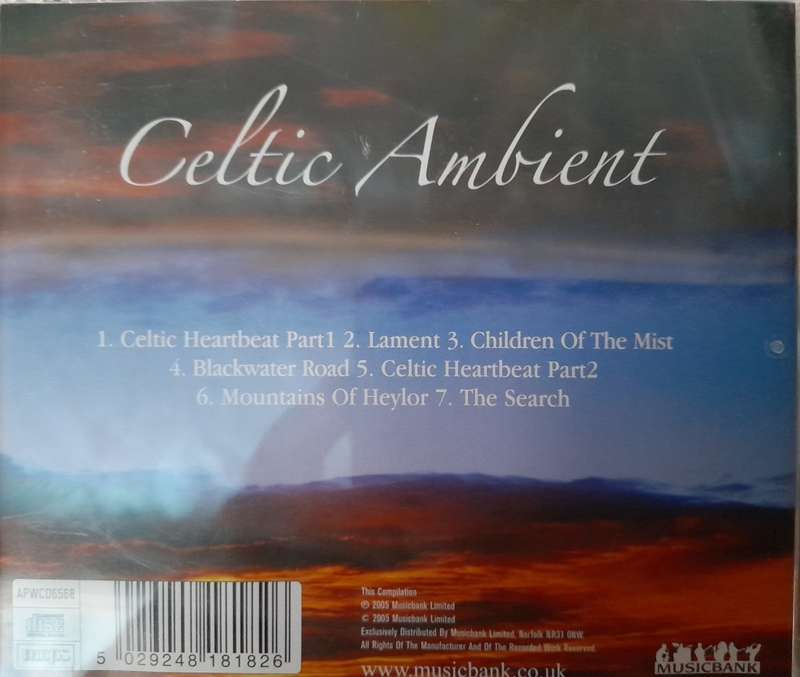 Celtic Ambient
1. Celtic Heartbeat Part1 2. Lament 3. Children Of The Mist
4. Blackwater Road 5. Celtic Heartbeat Part2
6. Mountains Of Heylor 7. The Search
APWCD6568
5 029248 181826
This Compilation
℗ 2005 Musicbank Limited
© 2005 Musicbank Limited
Exclusively Distributed By Musicbank Limited, Norfolk NR31 0NW.
All Rights Of The Manufacturer And Of The Recorded Work Reserved.
www.musicbank.co.uk
MUSICBANK